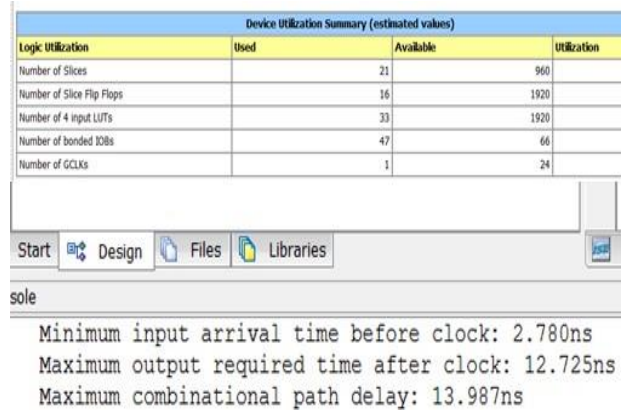 Device Utilization Summary (estimated values)
Logic Utilization Used Available Utilization
Number of Slices 21 960
Number of Slice Flip Flops 16 1920
Number of 4 input LUTs 33 1920
Number of bonded IOBs 47 66
Number of GCLKs 1 24
Start Design Files Libraries
sole
Minimum input arrival time before clock: 2.780ns
Maximum output required time after clock: 12.725ns
Maximum combinational path delay: 13.987ns